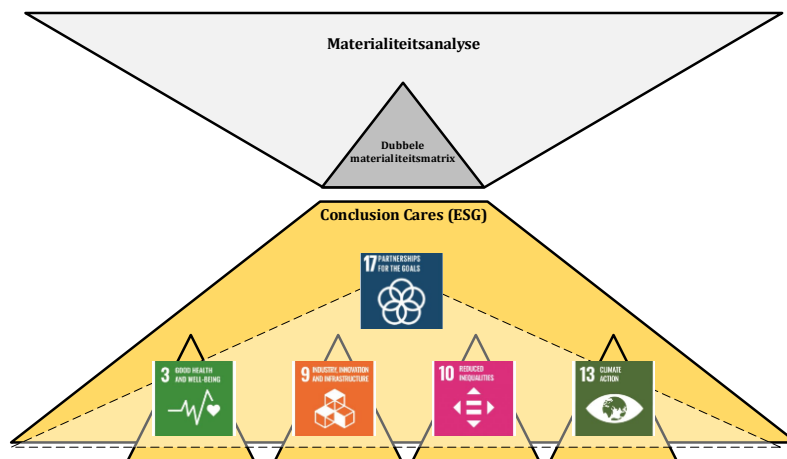 Materialiteitsanalyse
Dubbele
materialiteitsmatrix
Conclusion Cares (ESG)
17 PARTNERSHIPS
FOR THE GOALS
3 GOOD HEALTH
AND WELL-BEING
9 INDUSTRY, INNOVATION
AND INFRASTRUCTURE
10 REDUCED
INEQUALITIES
13 CLIMATE
ACTION